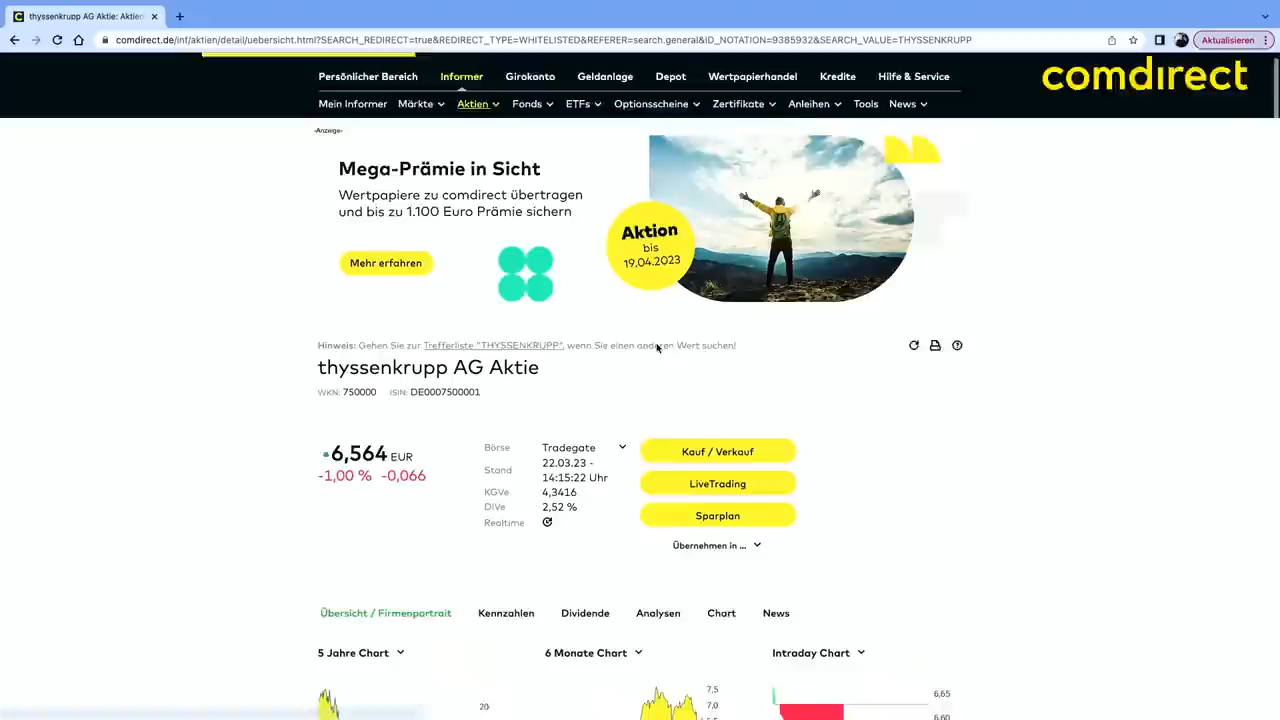 thyssenkrupp AG Aktie: Aktien
comdirect.de/inf/aktien/detail/uebersicht.html?SEARCH_REDIRECT=true&REDIRECT_TYPE=WHITELISTED&REFERER=search.general&ID_NOTATION=9385932&SEARCH_VALUE=THYSSENKRUPP
Aktualisieren
Persönlicher Bereich Informer Girokonto Geldanlage Depot Wertpapierhandel Kredite Hilfe & Service
comdirect
Mein Informer Märkte Aktien Fonds ETFs Optionsscheine Zertifikate Anleihen Tools News
-Anzeige-
Mega-Prämie in Sicht
Wertpapiere zu comdirect übertragen
und bis zu 1.100 Euro Prämie sichern
Mehr erfahren
Aktion
bis
19.04.2023
Hinweis: Gehen Sie zur Trefferliste "THYSSENKRUPP", wenn Sie einen anderen Wert suchen!
thyssenkrupp AG Aktie
WKN: 750000 ISIN: DE0007500001
6,564 EUR
-1,00 % -0,066
Börse Tradegate
Stand 22.03.23 -
14:15:22 Uhr
KGVe 4,3416
DIVe 2,52 %
Realtime
Kauf / Verkauf
LiveTrading
Sparplan
Übernehmen in ...
Übersicht / Firmenportrait Kennzahlen Dividende Analysen Chart News
5 Jahre Chart 6 Monate Chart Intraday Chart
20
7,5
7,0
6,65
6,60